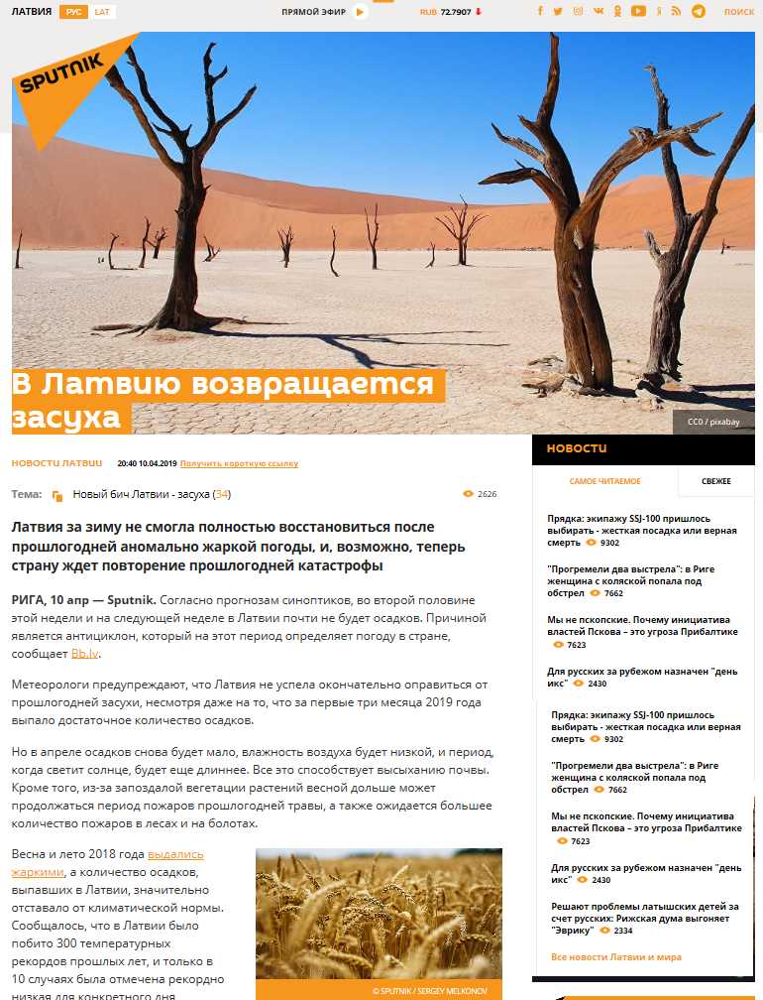 ЛАТВИЯ РУС LAT ПРЯМОЙ ЭФИР RUB 72.7907 ПОИСК
SPUTNIK
В Латвию возвращается
засуха
CC0 / pixabay
НОВОСТИ ЛАТВИИ 20:40 10.04.2019 Получить короткую ссылку
Тема: Новый бич Латвии - засуха (34) 2626
Латвия за зиму не смогла полностью восстановиться после
прошлогодней аномально жаркой погоды, и, возможно, теперь
страну ждет повторение прошлогодней катастрофы
РИГА, 10 апр — Sputnik. Согласно прогнозам синоптиков, во второй половине
этой недели и на следующей неделе в Латвии почти не будет осадков. Причиной
является антициклон, который на этот период определяет погоду в стране,
сообщает Bb.lv.
Метеорологи предупреждают, что Латвия не успела окончательно оправиться от
прошлогодней засухи, несмотря даже на то, что за первые три месяца 2019 года
выпало достаточное количество осадков.
Но в апреле осадков снова будет мало, влажность воздуха будет низкой, и период,
когда светит солнце, будет еще длиннее. Все это способствует высыханию почвы.
Кроме того, из-за запоздалой вегетации растений весной дольше может
продолжаться период пожаров прошлогодней травы, а также ожидается большее
количество пожаров в лесах и на болотах.
Весна и лето 2018 года выдались
жаркими, а количество осадков,
выпавших в Латвии, значительно
отставало от климатической нормы.
Сообщалось, что в Латвии было
побито 300 температурных
рекордов прошлых лет, и только в
10 случаях была отмечена рекордно
низкая для конкретного дня
© SPUTNIK / SERGEY MELKONOV
НОВОСТИ
САМОЕ ЧИТАЕМОЕ СВЕЖЕЕ
Прядка: экипажу SSJ-100 пришлось
выбирать - жесткая посадка или верная
смерть 9302
"Прогремели два выстрела": в Риге
женщина с коляской попала под
обстрел 7662
Мы не пскопские. Почему инициатива
властей Пскова – это угроза Прибалтике
7623
Для русских за рубежом назначен "день
икс" 2430
Прядка: экипажу SSJ-100 пришлось
выбирать - жесткая посадка или верная
смерть 9302
"Прогремели два выстрела": в Риге
женщина с коляской попала под
обстрел 7662
Мы не пскопские. Почему инициатива
властей Пскова – это угроза Прибалтике
7623
Для русских за рубежом назначен "день
икс" 2430
Решают проблемы латышских детей за
счет русских: Рижская дума выгоняет
"Эврику" 2334
Все новости Латвии и мира